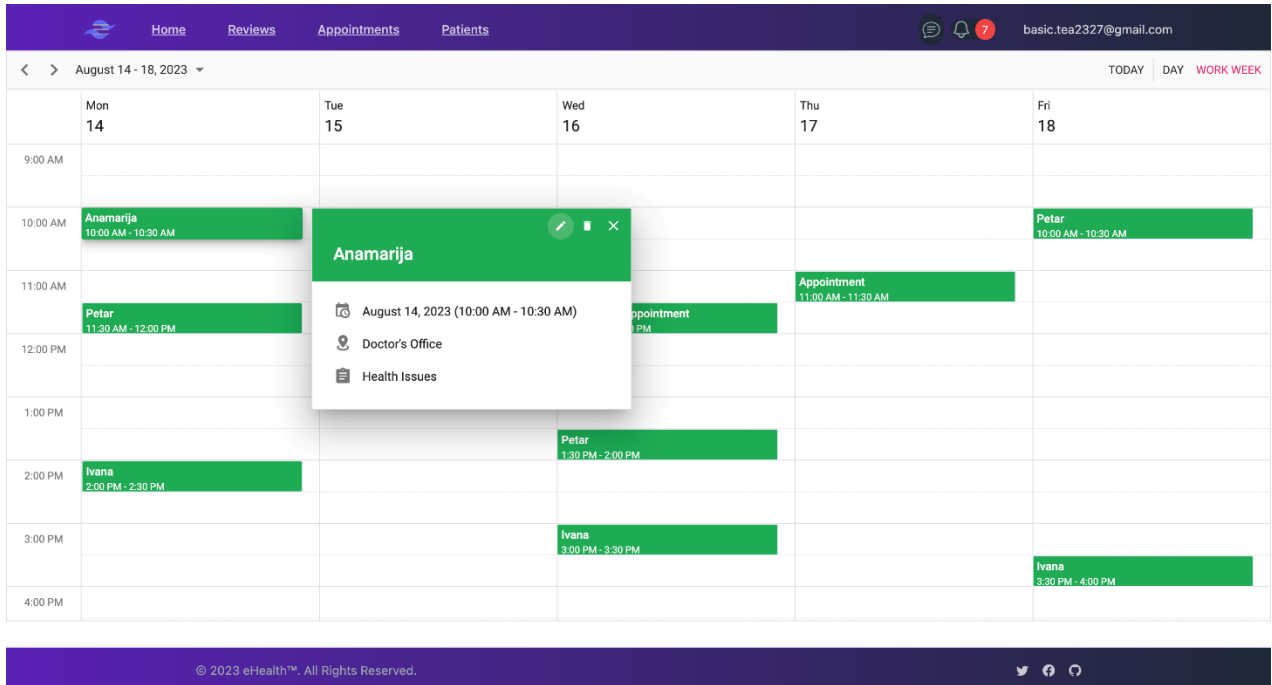 Home Reviews Appointments Patients 7 basic.tea2327@gmail.com
August 14 - 18, 2023 TODAY DAY WORK WEEK
Mon Tue Wed Thu Fri
14 15 16 17 18
9:00 AM
10:00 AM
Anamarija
10:00 AM - 10:30 AM
Petar
10:00 AM - 10:30 AM
Anamarija
August 14, 2023 (10:00 AM - 10:30 AM)
Doctor's Office
Health Issues
11:00 AM
Appointment
11:00 AM - 11:30 AM
Petar
11:30 AM - 12:00 PM
ppointment
PM
12:00 PM
1:00 PM
Petar
1:30 PM - 2:00 PM
2:00 PM
Ivana
2:00 PM - 2:30 PM
3:00 PM
Ivana
3:00 PM - 3:30 PM
Ivana
3:30 PM - 4:00 PM
4:00 PM
© 2023 eHealth™. All Rights Reserved.